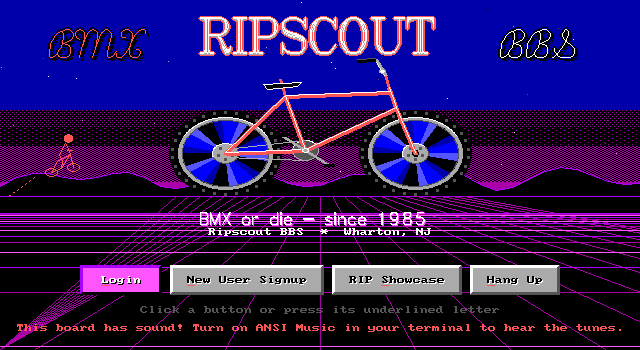 BMX RIPSCOUT BBS
BMX or die - since 1985
Ripscout BBS * Wharton, NJ
Login New User Signup RIP Showcase Hang Up
Click a button or press its underlined letter
This board has sound! Turn on ANSI Music in your terminal to hear the tunes.